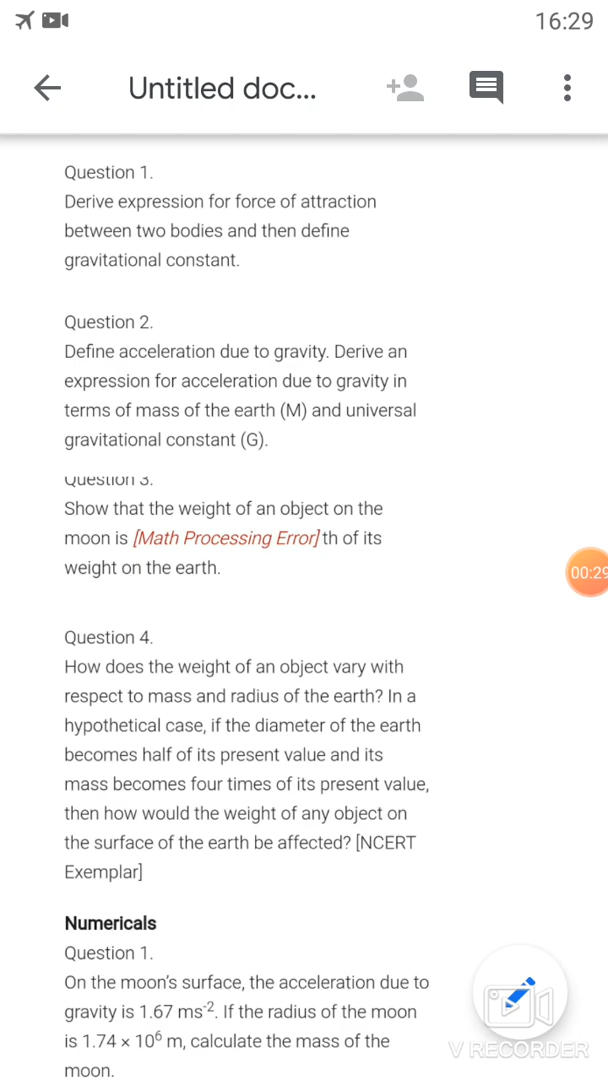 16:29
Untitled doc...
Question 1.
Derive expression for force of attraction
between two bodies and then define
gravitational constant.
Question 2.
Define acceleration due to gravity. Derive an
expression for acceleration due to gravity in
terms of mass of the earth (M) and universal
gravitational constant (G).
Question 3.
Show that the weight of an object on the
moon is [Math Processing Error] th of its
weight on the earth.
00:29
Question 4.
How does the weight of an object vary with
respect to mass and radius of the earth? In a
hypothetical case, if the diameter of the earth
becomes half of its present value and its
mass becomes four times of its present value,
then how would the weight of any object on
the surface of the earth be affected? [NCERT
Exemplar]
Numericals
Question 1.
On the moon's surface, the acceleration due to
gravity is 1.67 ms⁻². If the radius of the moon
is 1.74 × 10⁶ m, calculate the mass of the
moon.
V RECORDER